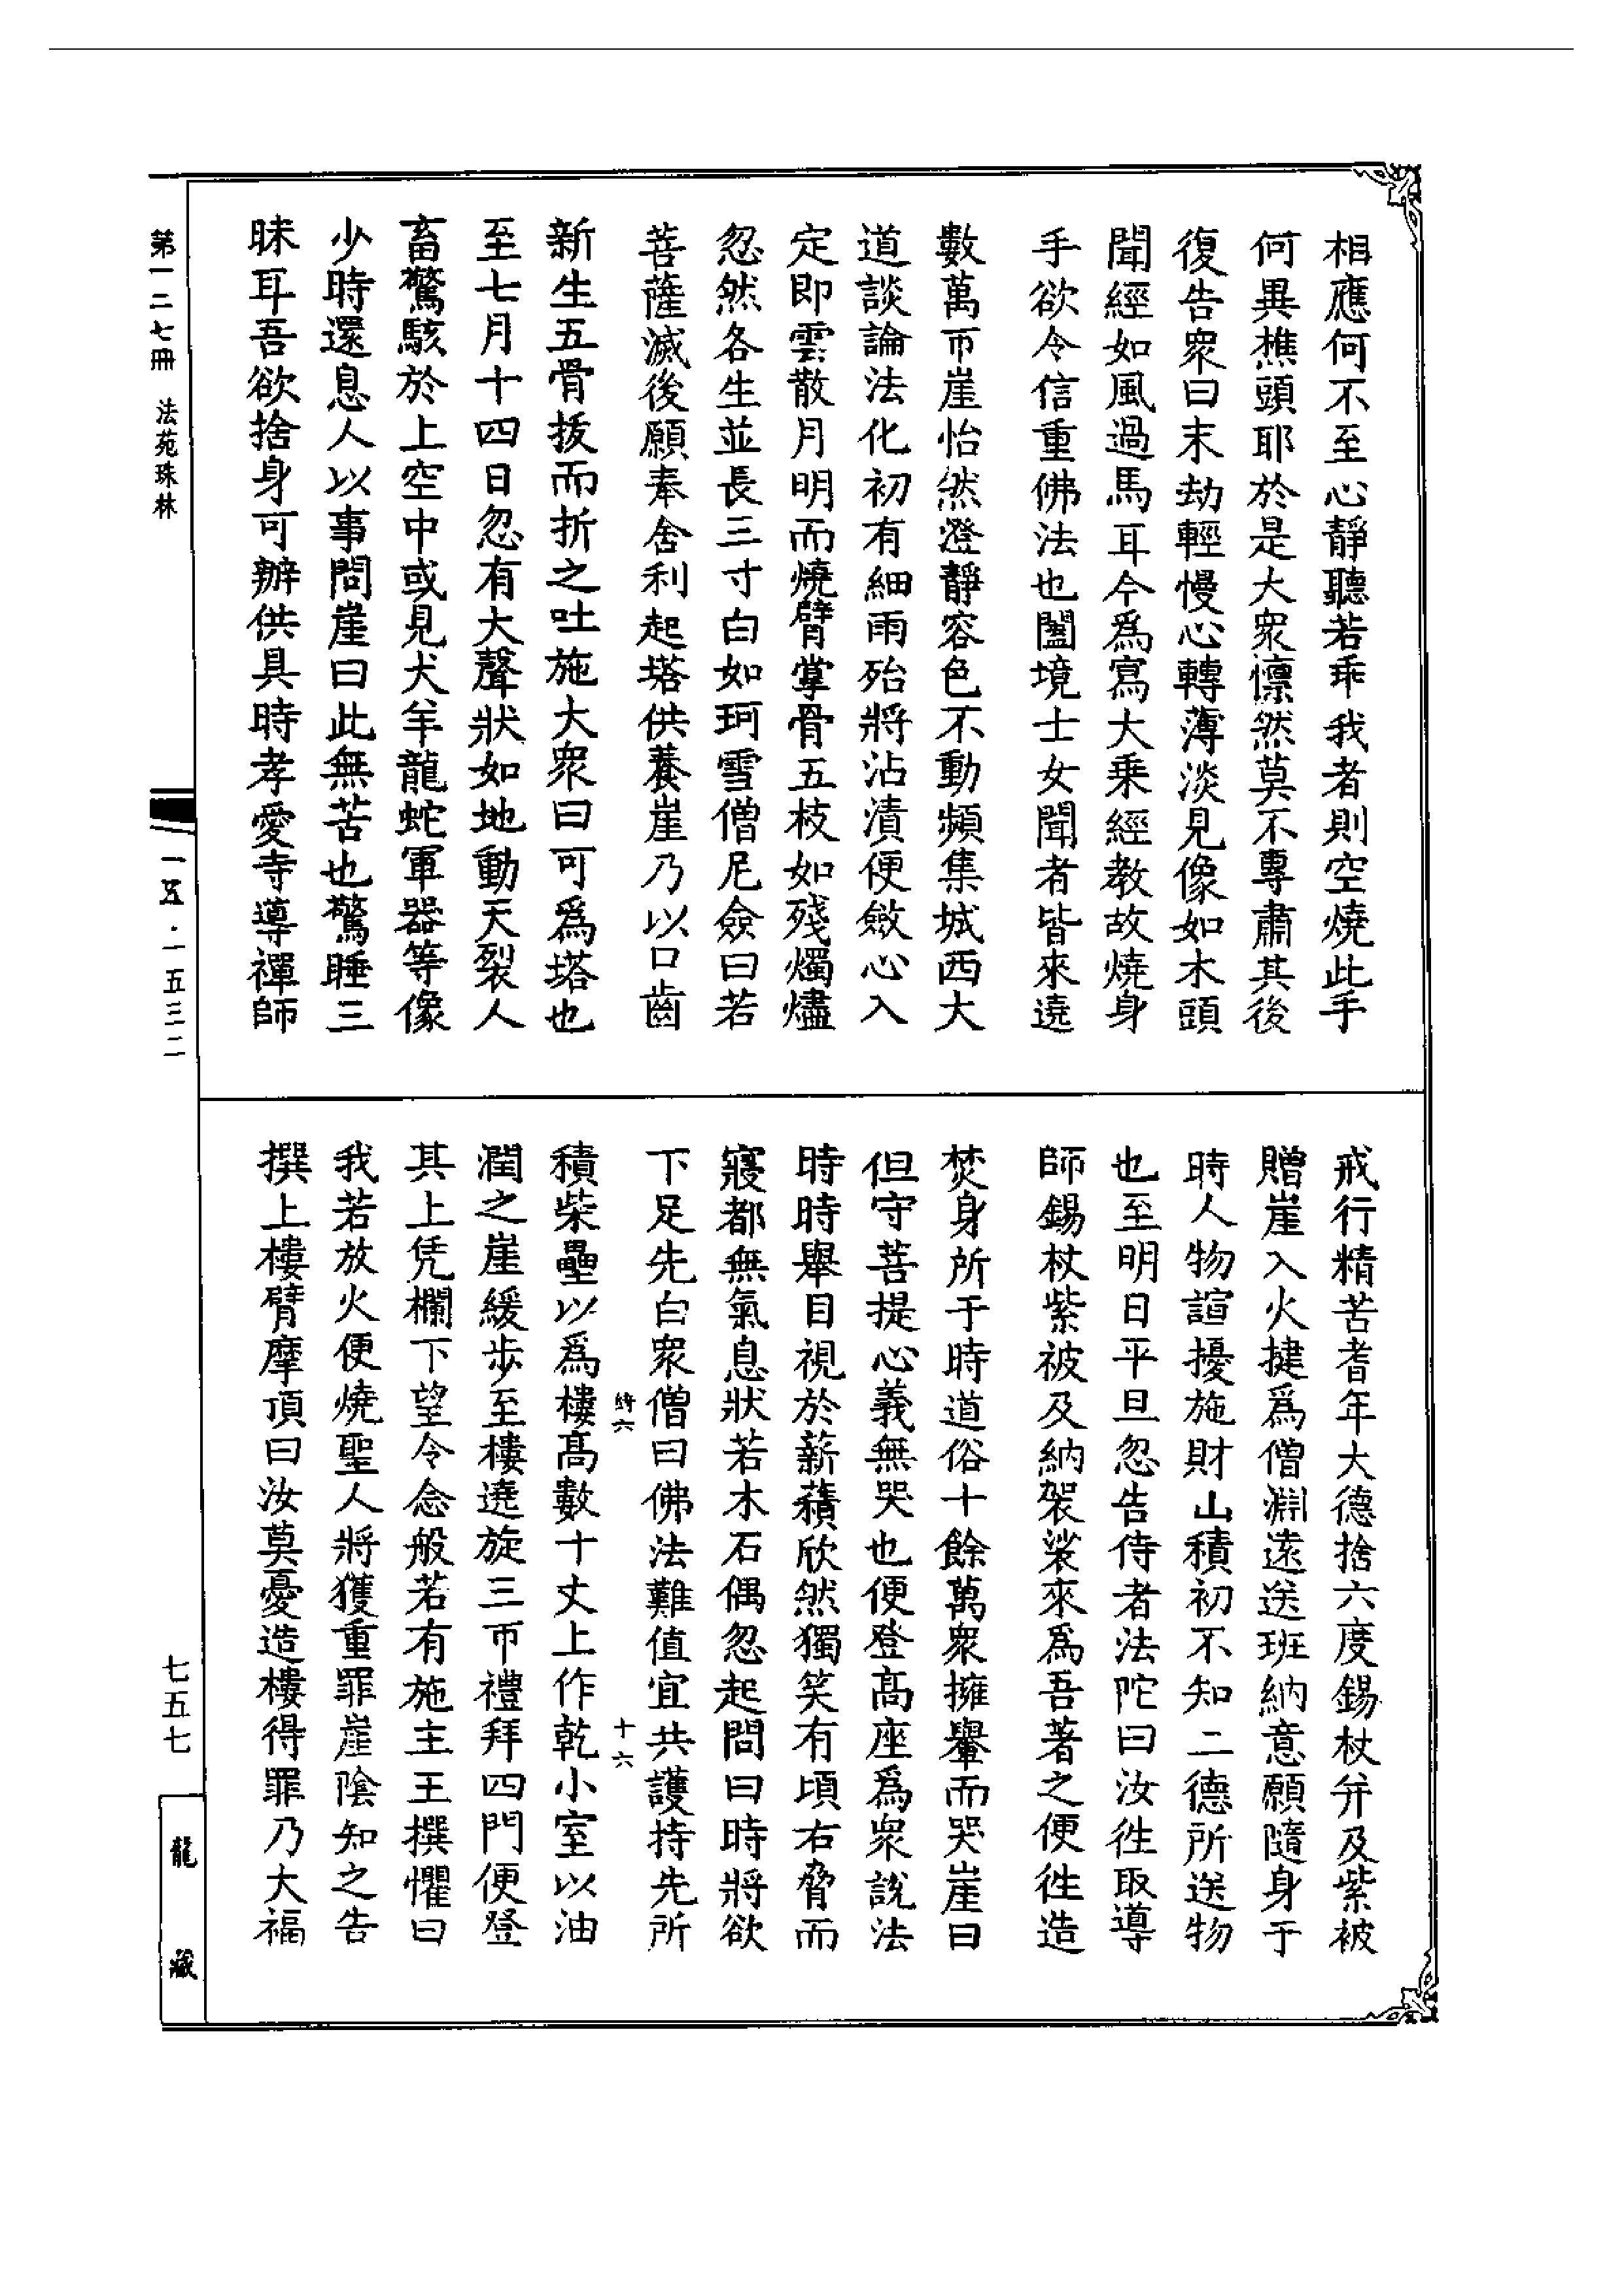 相應何不至心靜聽若乖我者則空燒此手
何異樵頭耶於是大衆懔然莫不專肅其後
復告衆曰末劫輕慢心轉薄淡見像如木頭
聞經如風過馬耳今爲寫大乘經教故燒身
手欲令信重佛法也闔境士女聞者皆來遶
數萬帀崖怡然澄靜容色不動頻集城西大
道談論法化初有細雨殆將沾漬便斂心入
定即雲散月明而燒臂掌骨五枝如殘燭燼
忽然各生並長三寸白如珂雪僧尼僉曰若
菩薩滅後願奉舍利起塔供養崖乃以口齒
新生五骨拔而折之吐施大衆曰可爲塔也
至七月十四日忽有大聲狀如地動天裂人
畜驚駭於上空中或見犬羊龍蛇軍器等像
少時還息人以事問崖曰此無苦也驚睡三
昧耳吾欲捨身可辦供具時孝愛寺導禪師
戒行精苦耆年大德捨六度錫杖并及紫被
贈崖入火揵爲僧淵遠送班納意願隨身于
時人物諠擾施財山積初不知二德所送物
也至明日平旦忽告侍者法陀曰汝徃取導
師錫杖紫被及納袈裟來爲吾著之便徃造
焚身所于時道俗十餘萬衆擁轝而哭崖曰
但守菩提心義無哭也便登高座爲衆説法
時時舉目視於薪𧂐欣然獨笑有頃右脅而
寢都無氣息狀若木石偶忽起問曰時將欲
下足先白衆僧曰佛法難值宜共護持先所
積柴壘以爲樓高數十丈上作乾小室以油
潤之崖緩步至樓遶旋三帀禮拜四門便登
其上凭欄下望令念般若有施主王撰懼曰
我若放火便燒聖人將獲重罪崖陰知之告
撰上樓臂摩頂曰汝莫憂造樓得罪乃大福
十六
第一二七冊 法苑珠林
一五·一五三二
七五七
龍藏